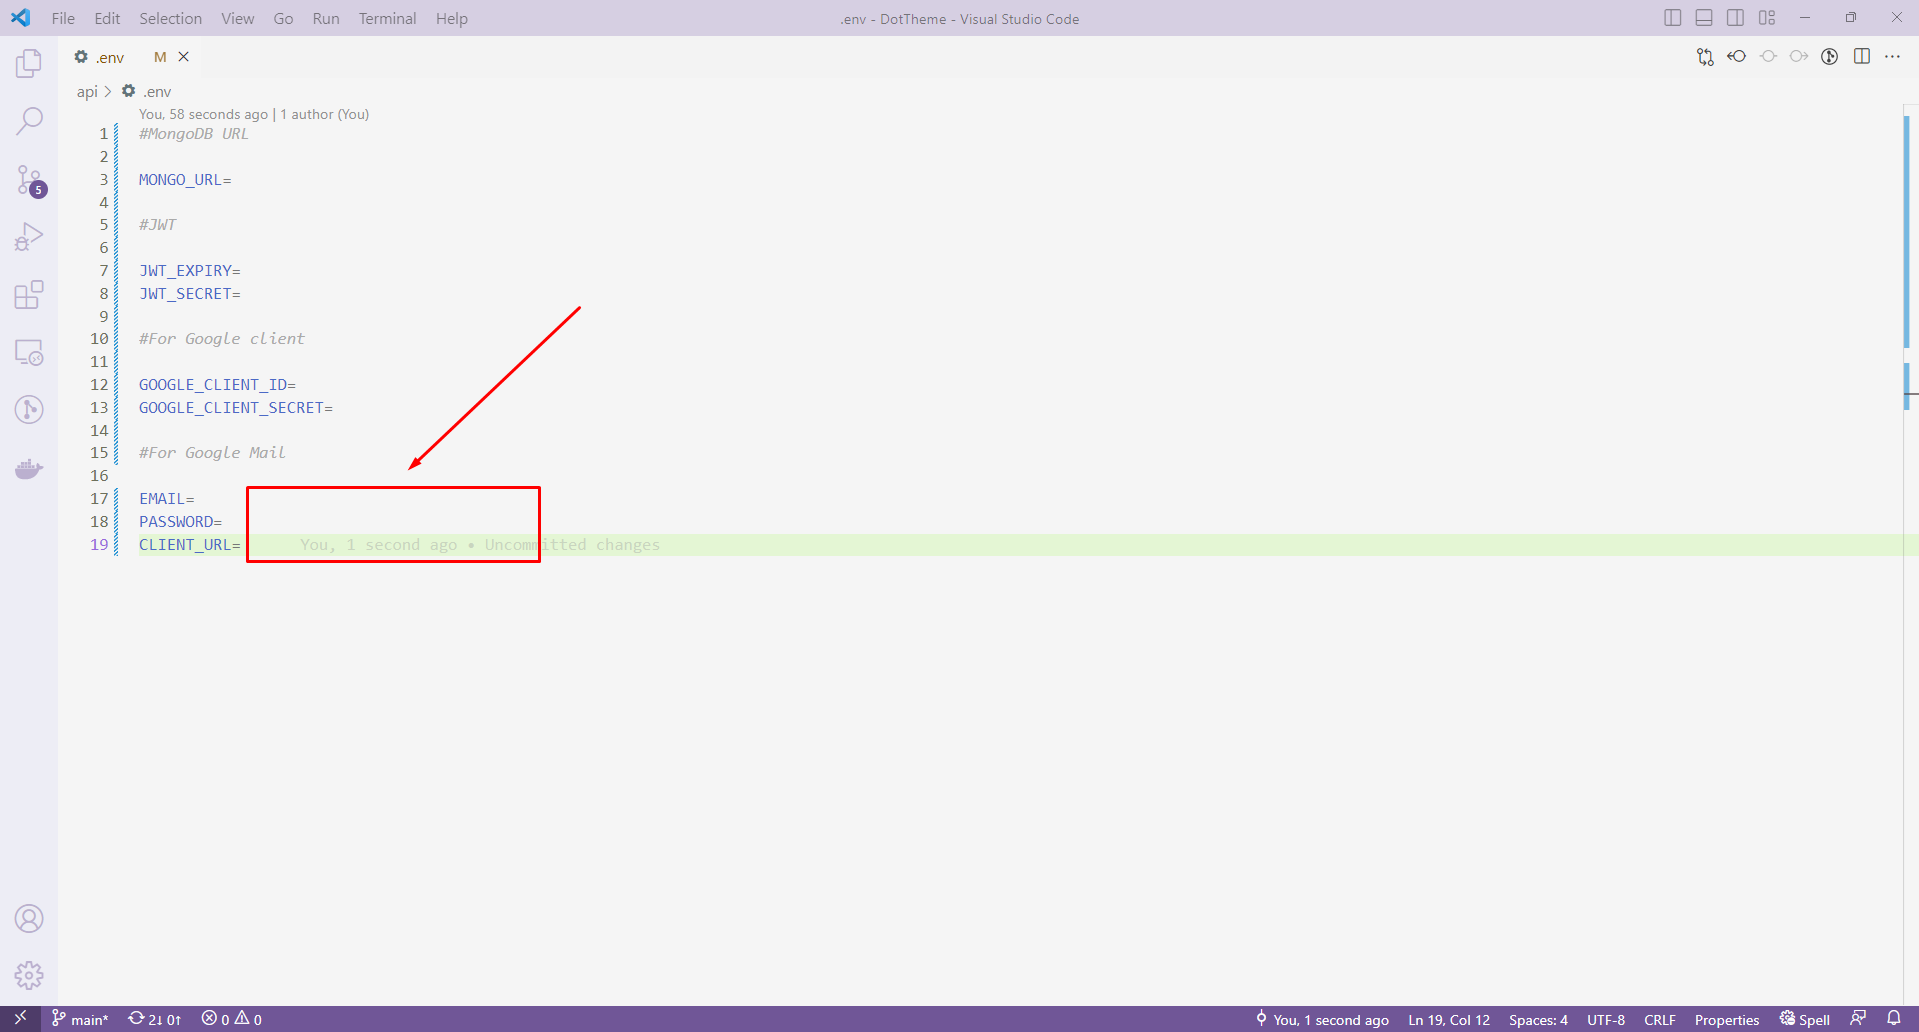 File Edit Selection View Go Run Terminal Help
.env - DotTheme - Visual Studio Code
.env M
api .env
You, 58 seconds ago | 1 author (You)
1 #MongoDB URL
2
3 MONGO_URL=
4
5 #JWT
6
7 JWT_EXPIRY=
8 JWT_SECRET=
9
10 #For Google client
11
12 GOOGLE_CLIENT_ID=
13 GOOGLE_CLIENT_SECRET=
14
15 #For Google Mail
16
17 EMAIL=
18 PASSWORD=
19 CLIENT_URL= You, 1 second ago • Uncommitted changes
5
main* 2↓ 0↑ 0 0 You, 1 second ago Ln 19, Col 12 Spaces: 4 UTF-8 CRLF Properties Spell